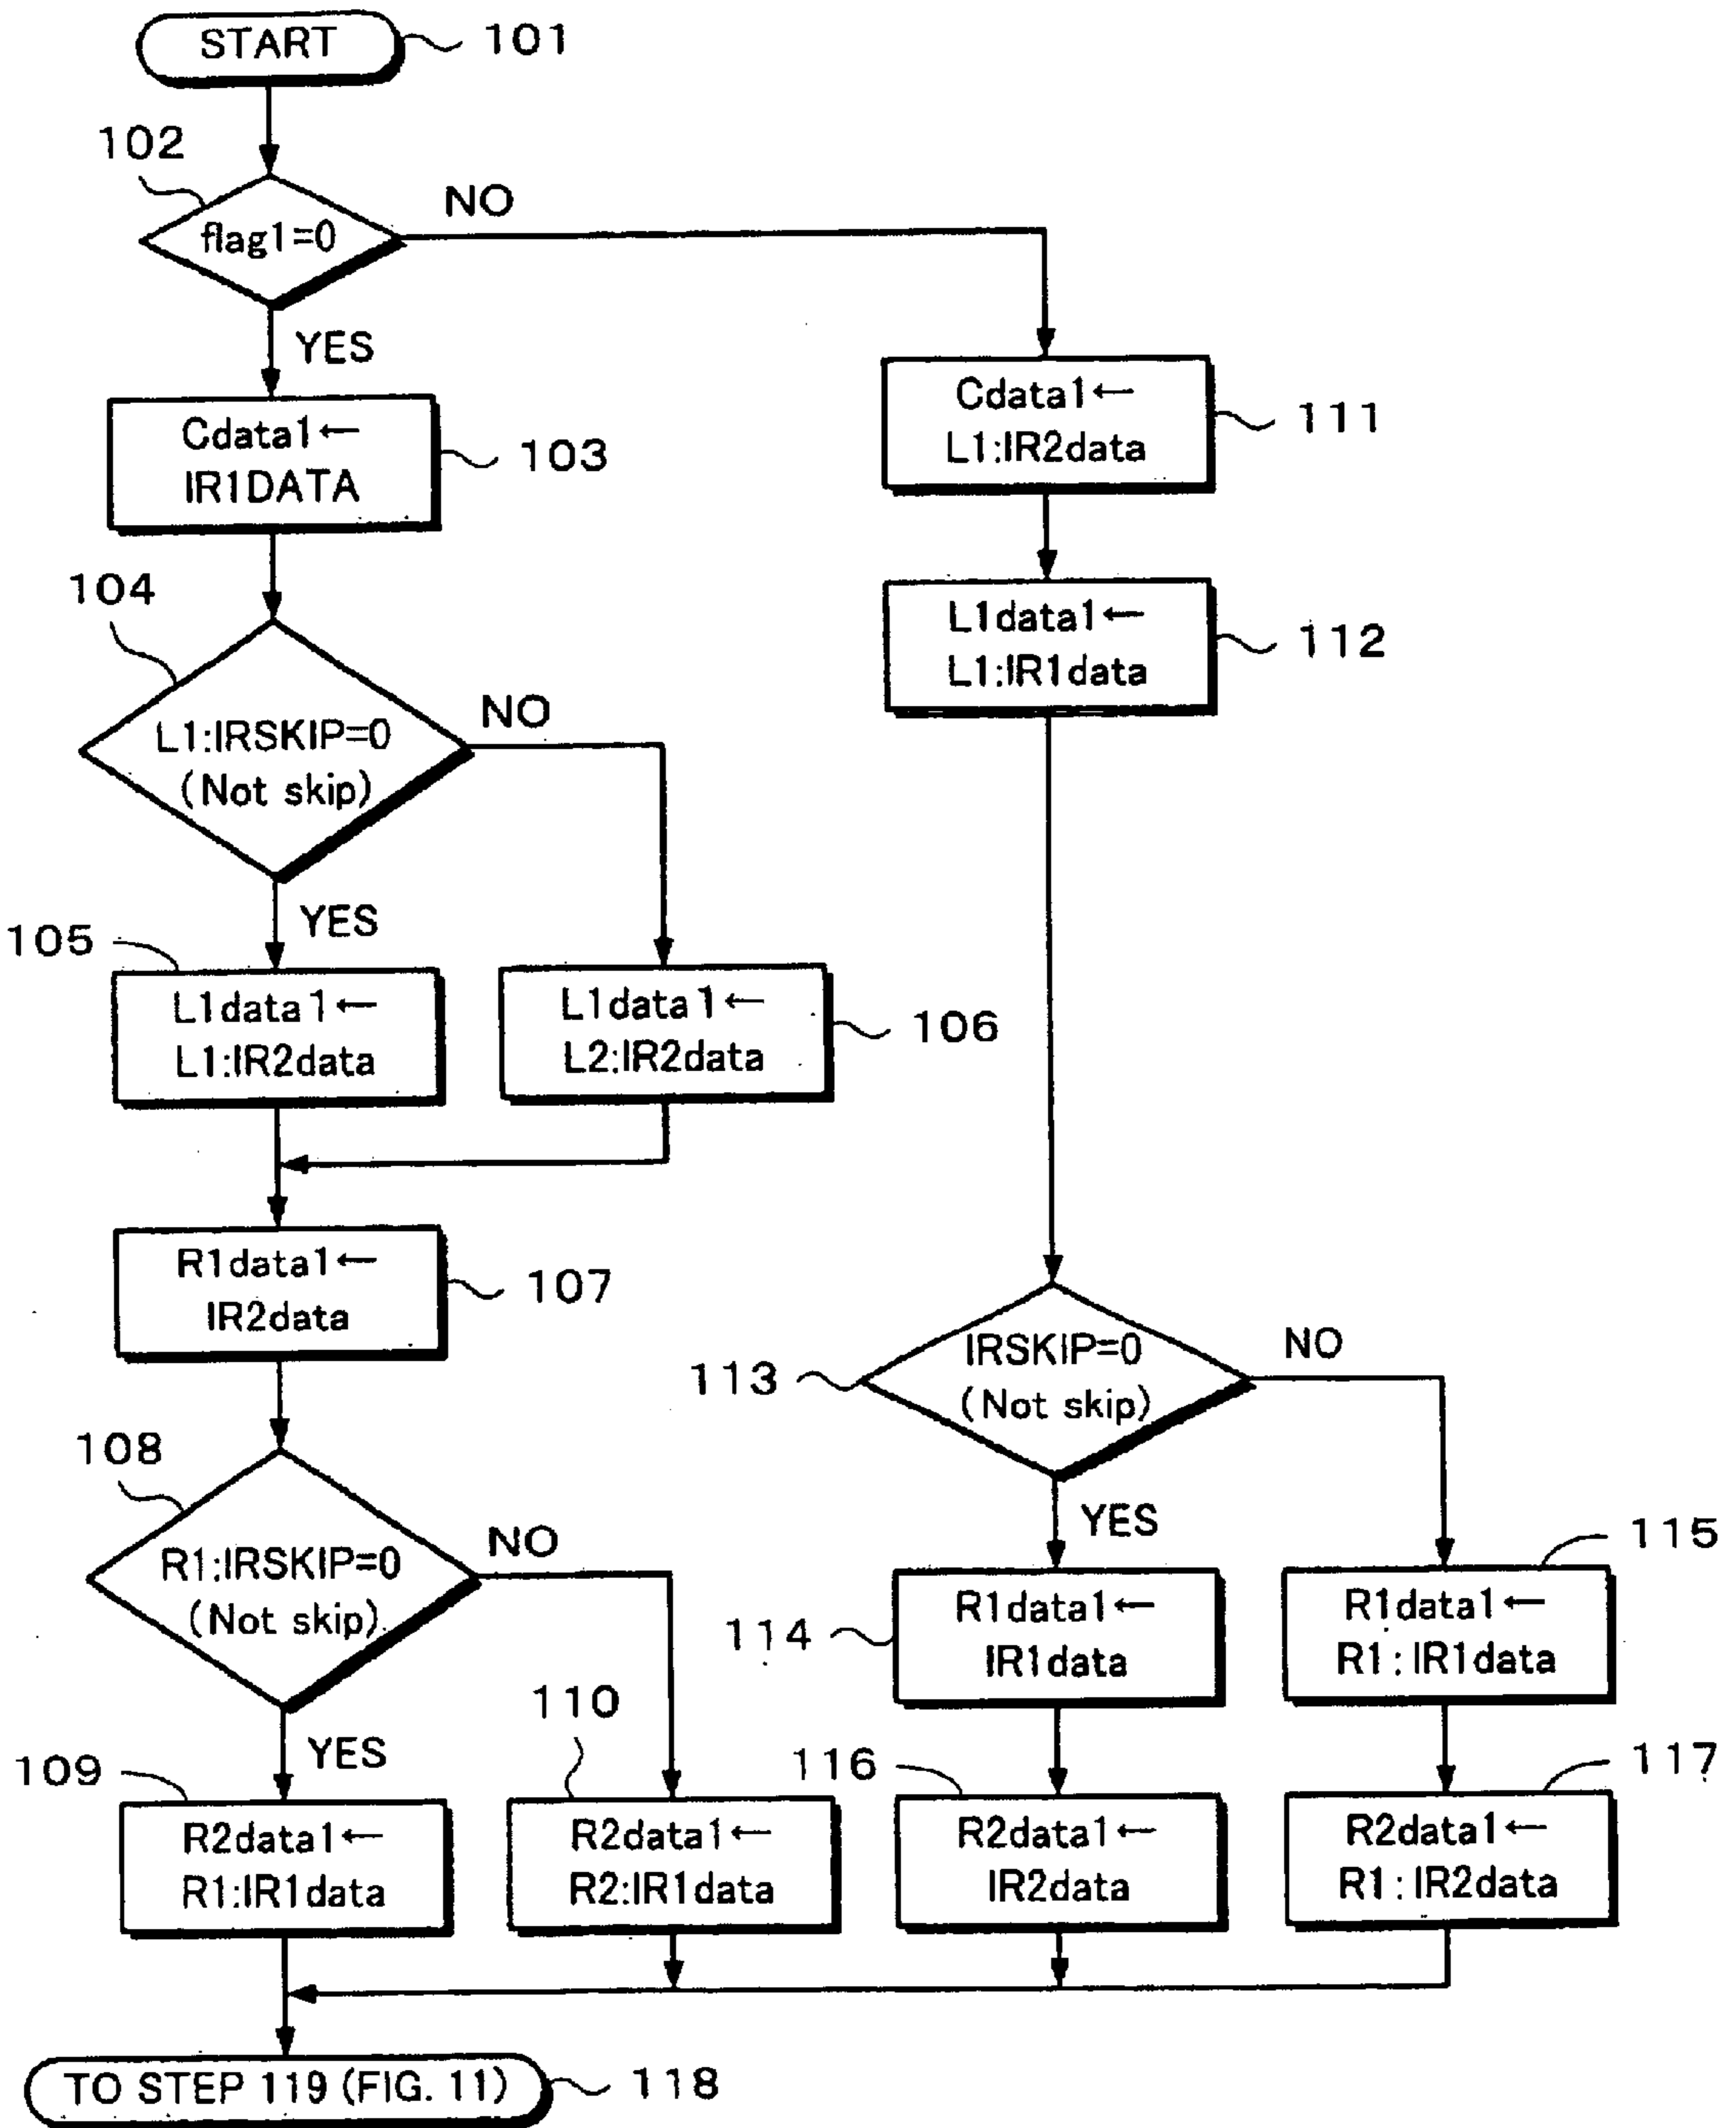 START
101
102
flag1=0
NO
YES
Cdata1←
IR1DATA
103
Cdata1←
L1:IR2data
111
104
L1:IRSKIP=0
(Not skip)
NO
YES
L1data1←
L1:IR1data
112
105
L1data1←
L1:IR2data
L1data1←
L2:IR2data
106
R1data1←
IR2data
107
113
IRSKIP=0
(Not skip)
NO
YES
108
R1:IRSKIP=0
(Not skip)
NO
YES
114
R1data1←
IR1data
115
R1data1←
R1:IR1data
109
R2data1←
R1:IR1data
110
R2data1←
R2:IR1data
116
R2data1←
IR2data
117
R2data1←
R1:IR2data
TO STEP 119 (FIG. 11)
118